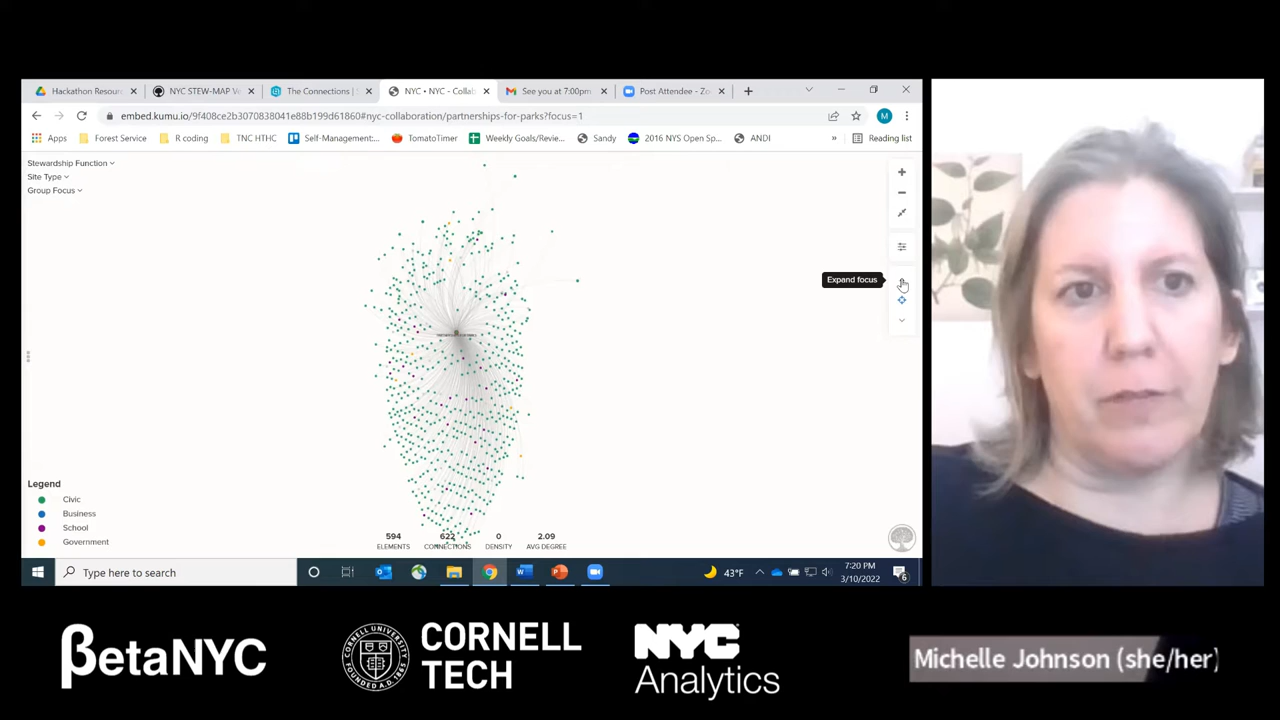 Hackathon Resour
NYC STEW-MAP Ve
The Connections | S
NYC • NYC - Collab
See you at 7:00pm
Post Attendee - Zo
embed.kumu.io/9f408ce2b3070838041e88b199d61860#nyc-collaboration/partnerships-for-parks?focus=1
M
Apps
Forest Service
R coding
TNC HTHC
Self-Management:...
TomatoTimer
Weekly Goals/Revie...
Sandy
2016 NYS Open Sp...
ANDI
»
Reading list
Stewardship Function
Site Type
Group Focus
Expand focus
Legend
Civic
Business
School
Government
594
ELEMENTS
622
CONNECTIONS
0
DENSITY
2.09
AVG DEGREE
Type here to search
43°F
7:20 PM
3/10/2022
6
βetaNYC
CORNELL
TECH
NYC
Analytics
Michelle Johnson (she/her)